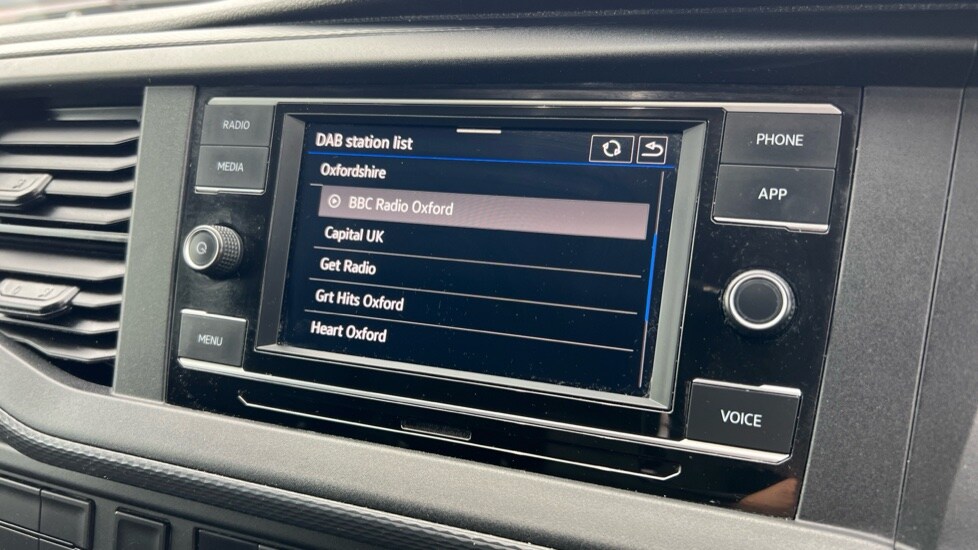 RADIO
MEDIA
MENU
DAB station list
Oxfordshire
BBC Radio Oxford
Capital UK
Get Radio
Grt Hits Oxford
Heart Oxford
PHONE
APP
VOICE